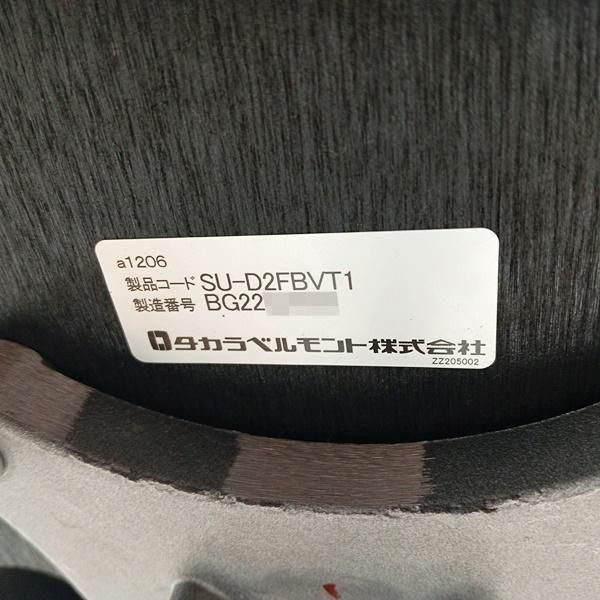 a1206
製品コード SU-D2FBVT1
製造番号 BG22
タカラベルモント株式会社
ZZ205002